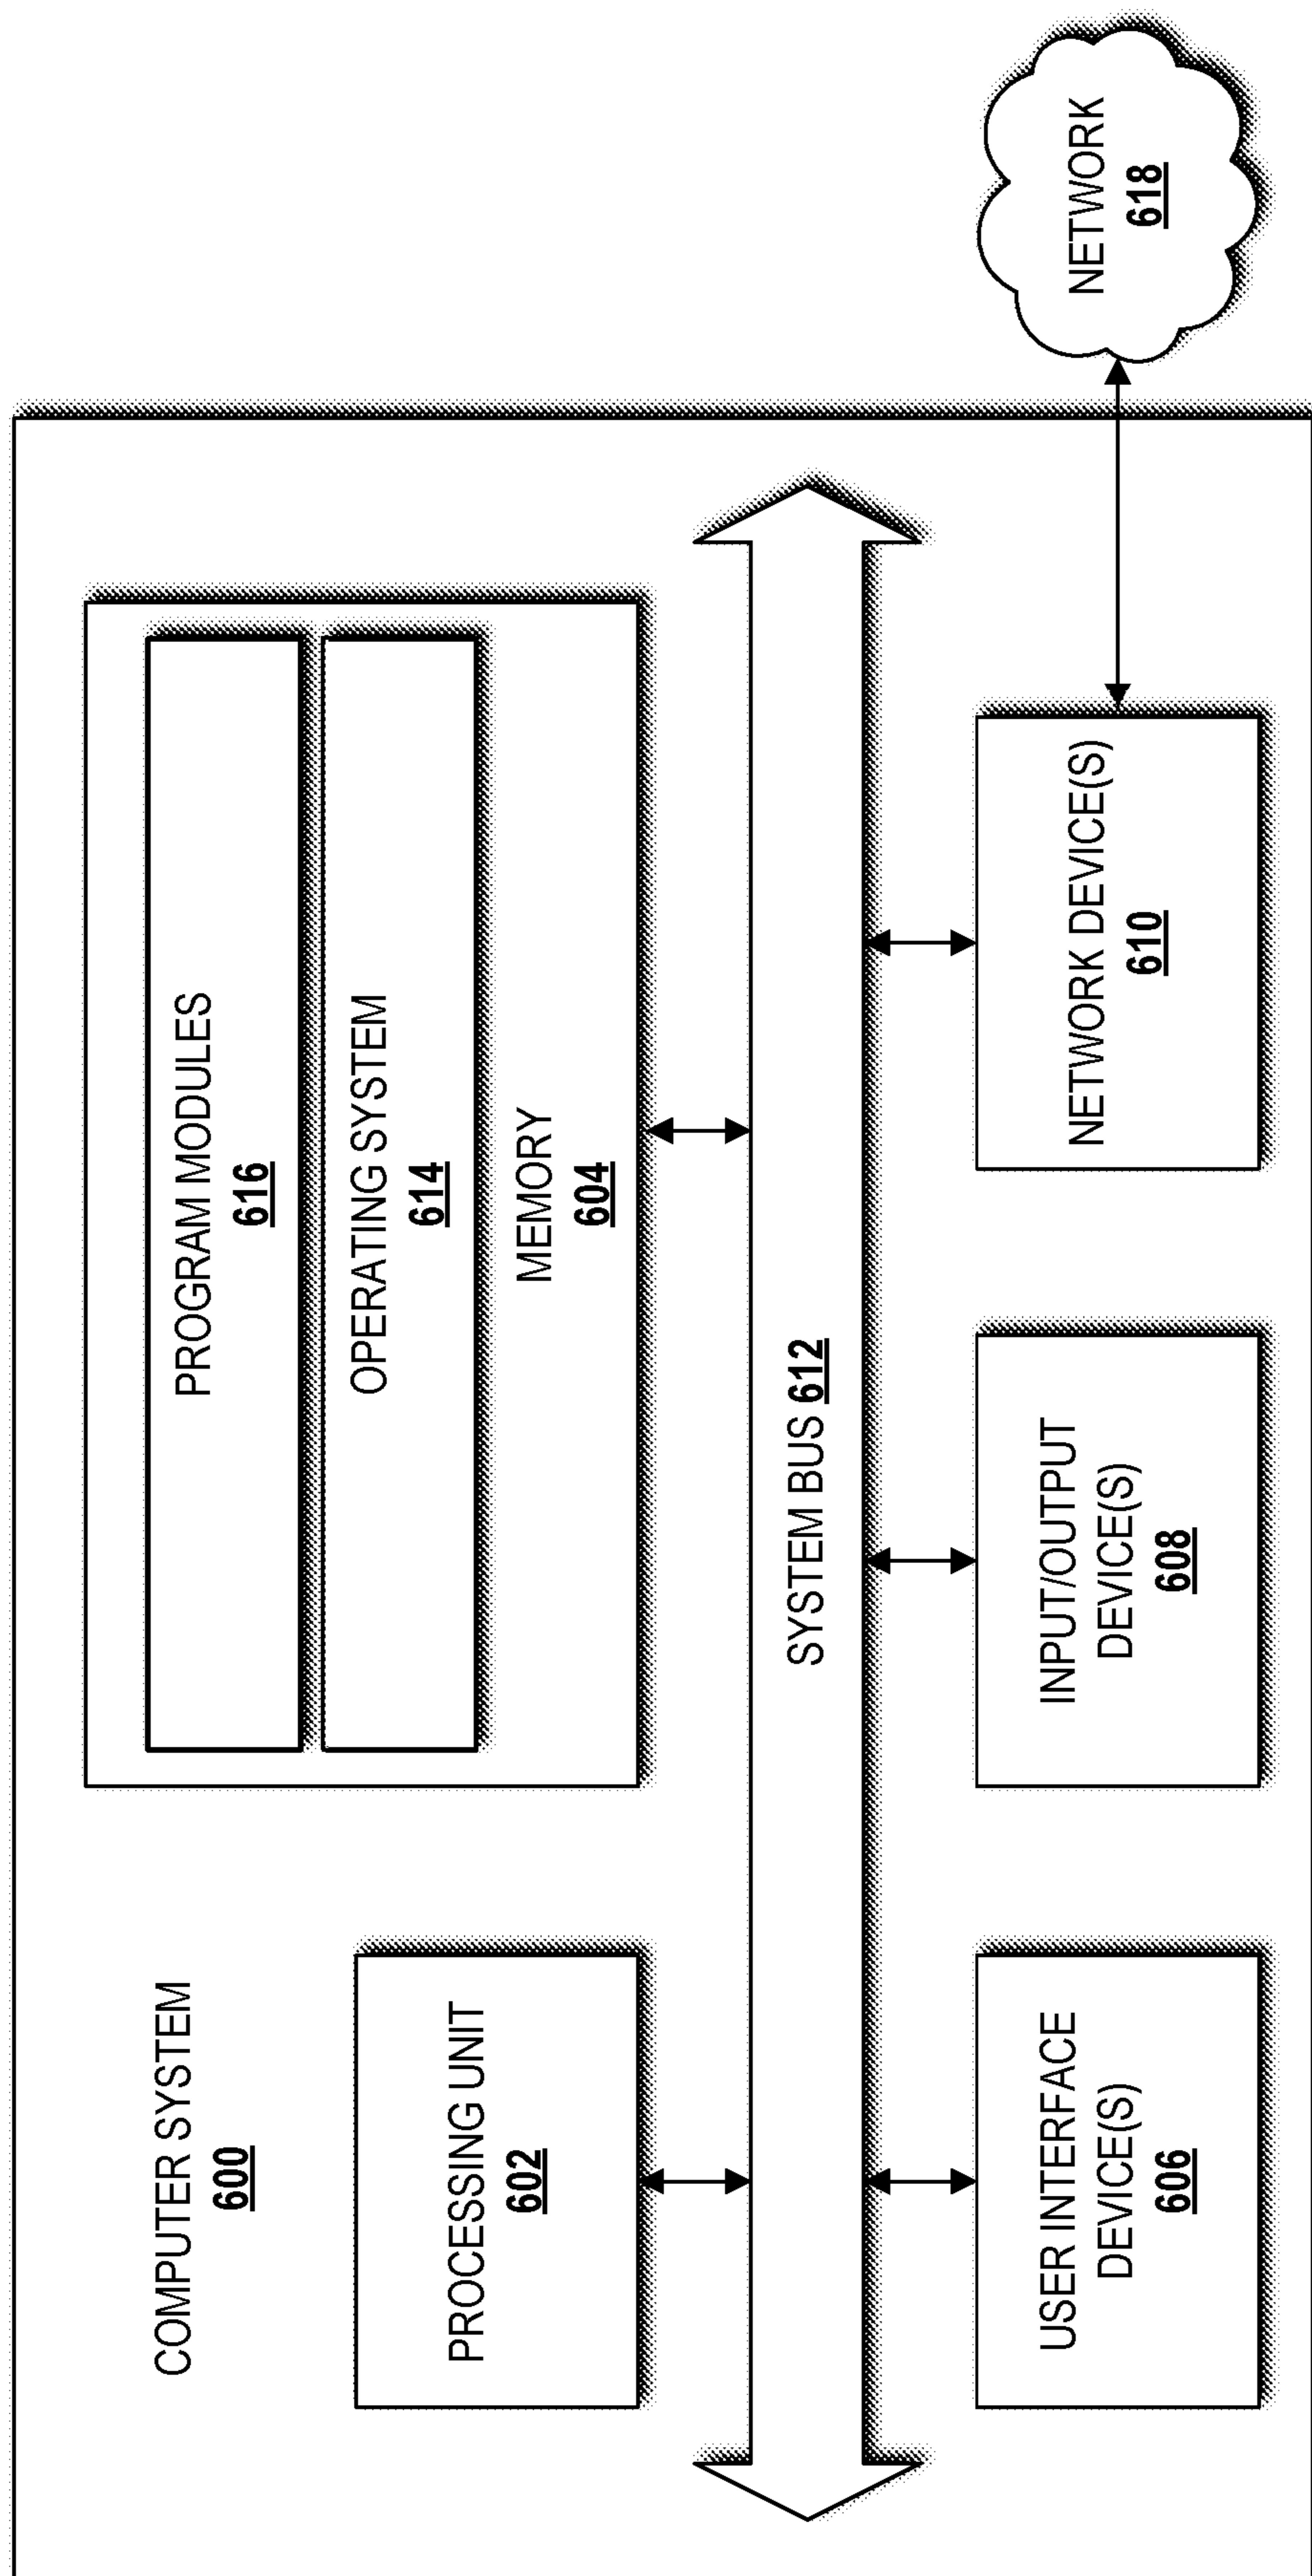 COMPUTER SYSTEM
600
PROCESSING UNIT
602
PROGRAM MODULES
616
OPERATING SYSTEM
614
MEMORY
604
SYSTEM BUS 612
USER INTERFACE
DEVICE(S)
606
INPUT/OUTPUT
DEVICE(S)
608
NETWORK DEVICE(S)
610
NETWORK
618